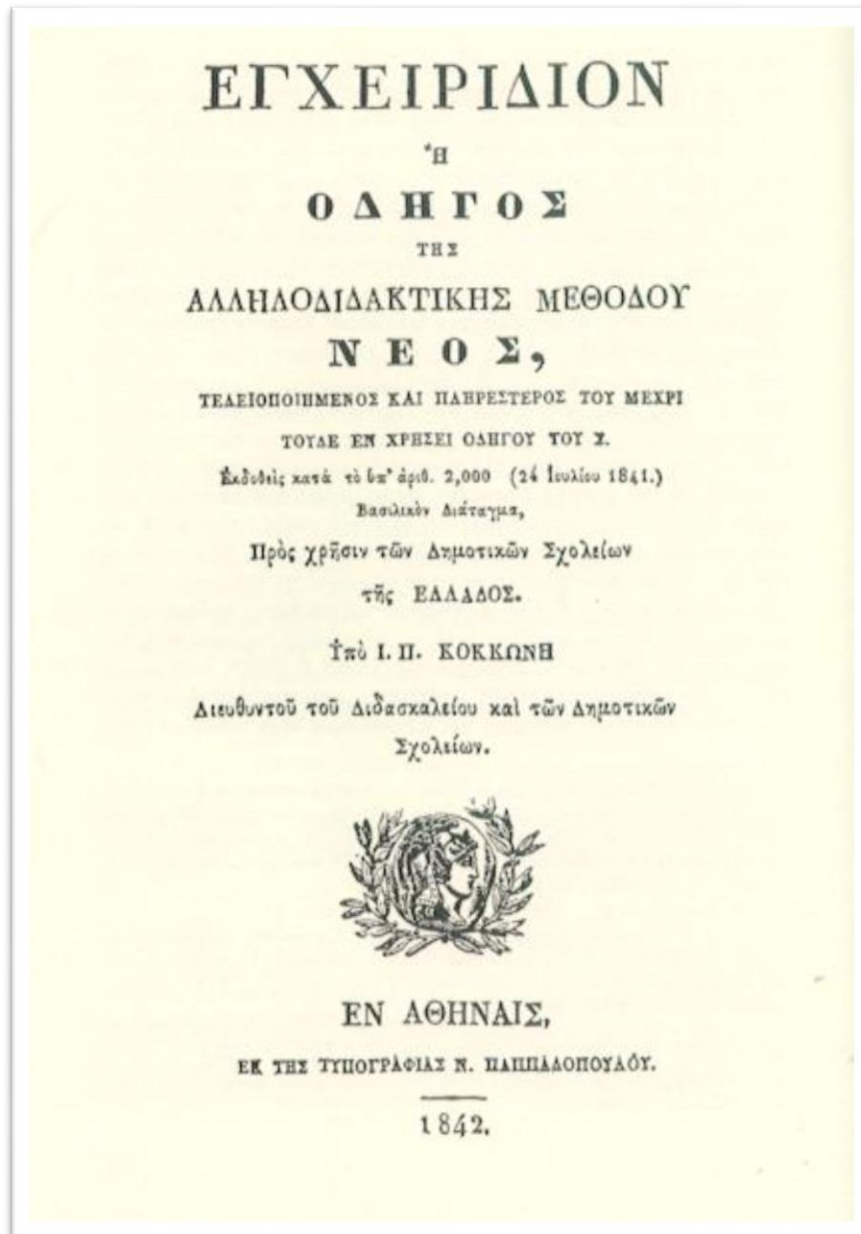 ΕΓΧΕΙΡΙΔΙΟΝ
Ἢ
ΟΔΗΓΟΣ
ΤΗΣ
ΑΛΛΗΛΟΔΙΔΑΚΤΙΚΗΣ ΜΕΘΟΔΟΥ
ΝΕΟΣ,
ΤΕΛΕΙΟΠΟΙΗΜΕΝΟΣ ΚΑΙ ΠΛΗΡΕΣΤΕΡΟΣ ΤΟΥ ΜΕΧΡΙ
ΤΟΥΔΕ ΕΝ ΧΡΗΣΕΙ ΟΔΗΓΟΥ ΤΟΥ Σ.
Ἐκδοθεὶς κατὰ τὸ ὑπ' ἀριθ. 2,000 (24 Ἰουλίου 1841.)
Βασιλικὸν Διάταγμα,
Πρὸς χρῆσιν τῶν Δημοτικῶν Σχολείων
τῆς ΕΛΛΑΔΟΣ.
Ὑπὸ Ι. Π. ΚΟΚΚΩΝΗ
Διευθυντοῦ τοῦ Διδασκαλείου καὶ τῶν Δημοτικῶν
Σχολείων.
ΕΝ ΑΘΗΝΑΙΣ,
ΕΚ ΤΗΣ ΤΥΠΟΓΡΑΦΙΑΣ Ν. ΠΑΠΠΑΔΟΠΟΥΛΟΥ.
1842.